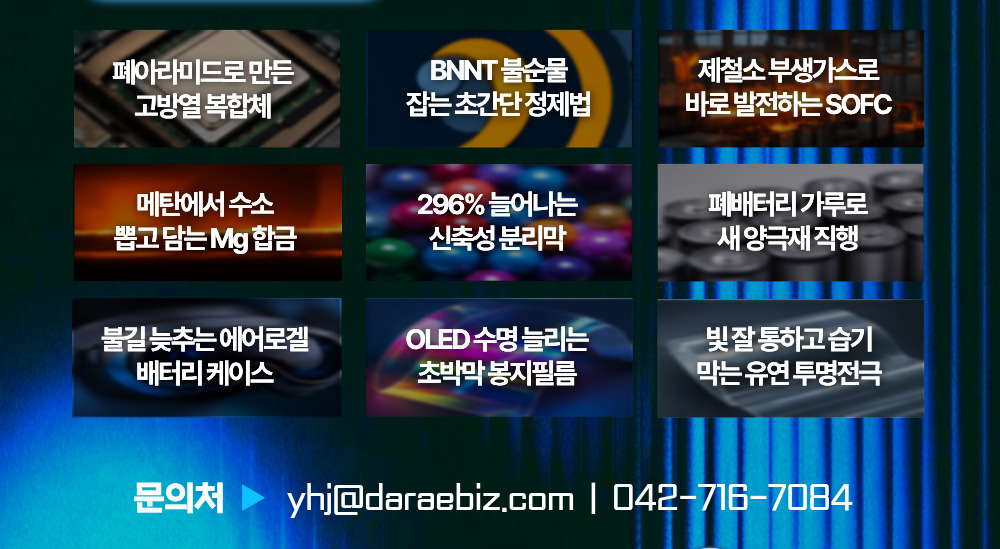 폐아라미드로 만든
고방열 복합체
BNNT 불순물
잡는 초간단 정제법
제철소 부생가스로
바로 발전하는 SOFC
메탄에서 수소
뽑고 담는 Mg 합금
296% 늘어나는
신축성 분리막
폐배터리 가루로
새 양극재 직행
불길 늦추는 에어로겔
배터리 케이스
OLED 수명 늘리는
초박막 봉지필름
빛 잘 통하고 습기
막는 유연 투명전극
문의처 ▶ yhj@daraebiz.com | 042-716-7084